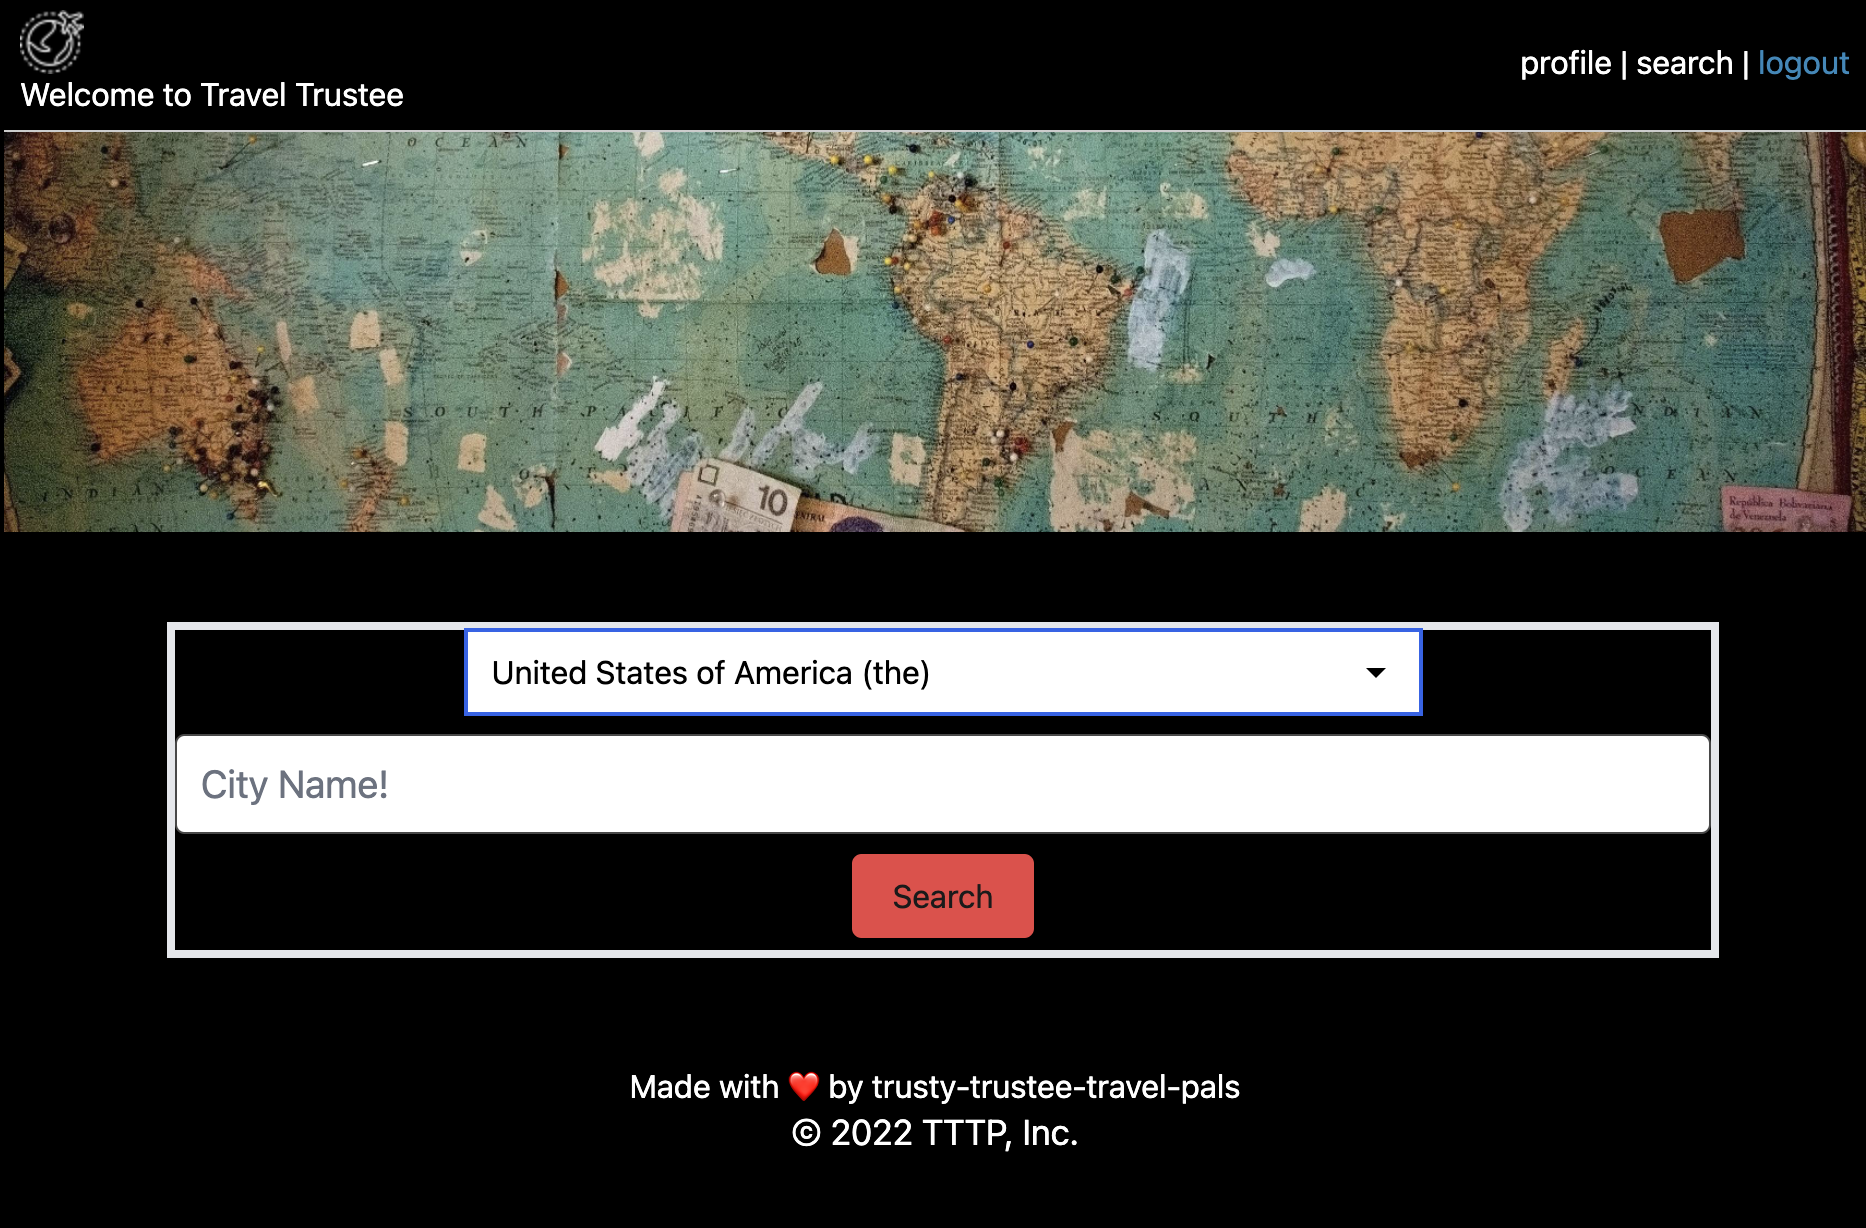 Welcome to Travel Trustee
profile | search | logout
OCEAN
SOUTH PACIFIC
SOUTH
INDIAN
OCEAN
INDIAN
10
República Bolivariana
de Venezuela
United States of America (the)
City Name!
Search
Made with ❤️ by trusty-trustee-travel-pals
© 2022 TTTP, Inc.